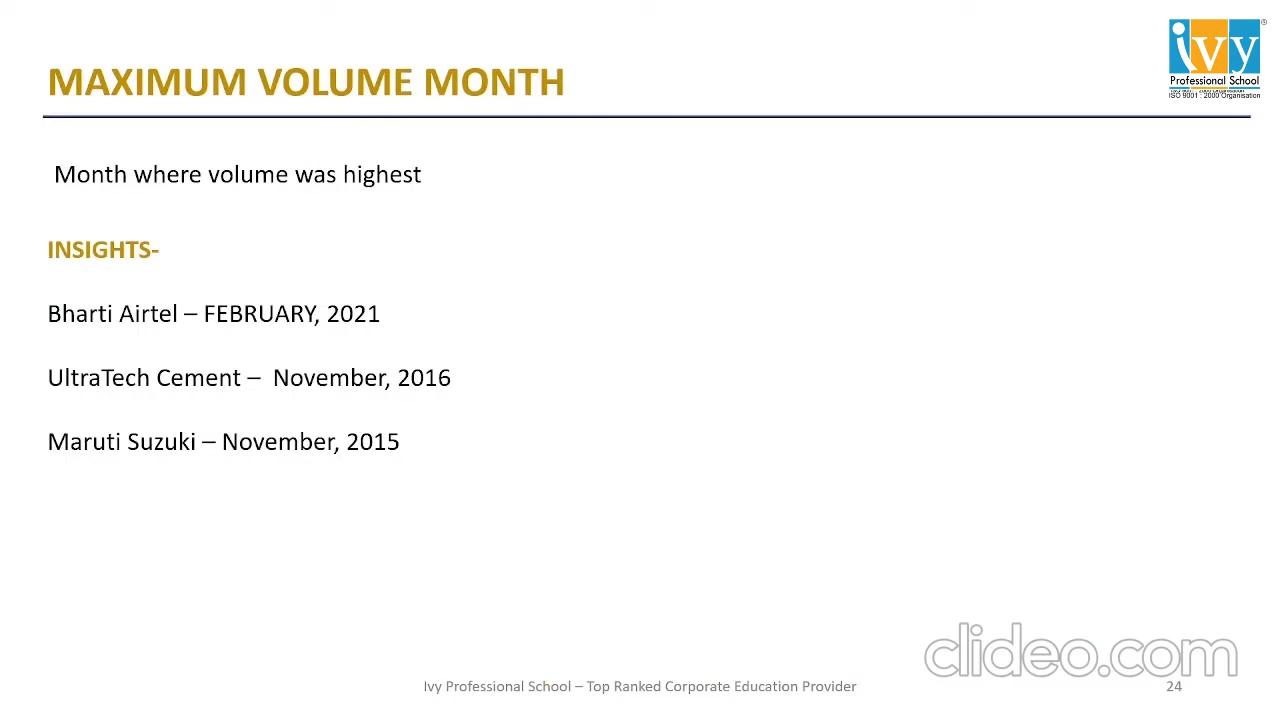 MAXIMUM VOLUME MONTH
ivy
Professional School
ISO 9001 : 2000 Organisation
Month where volume was highest
INSIGHTS-
Bharti Airtel – FEBRUARY, 2021
UltraTech Cement – November, 2016
Maruti Suzuki – November, 2015
clideo.com
Ivy Professional School – Top Ranked Corporate Education Provider
24